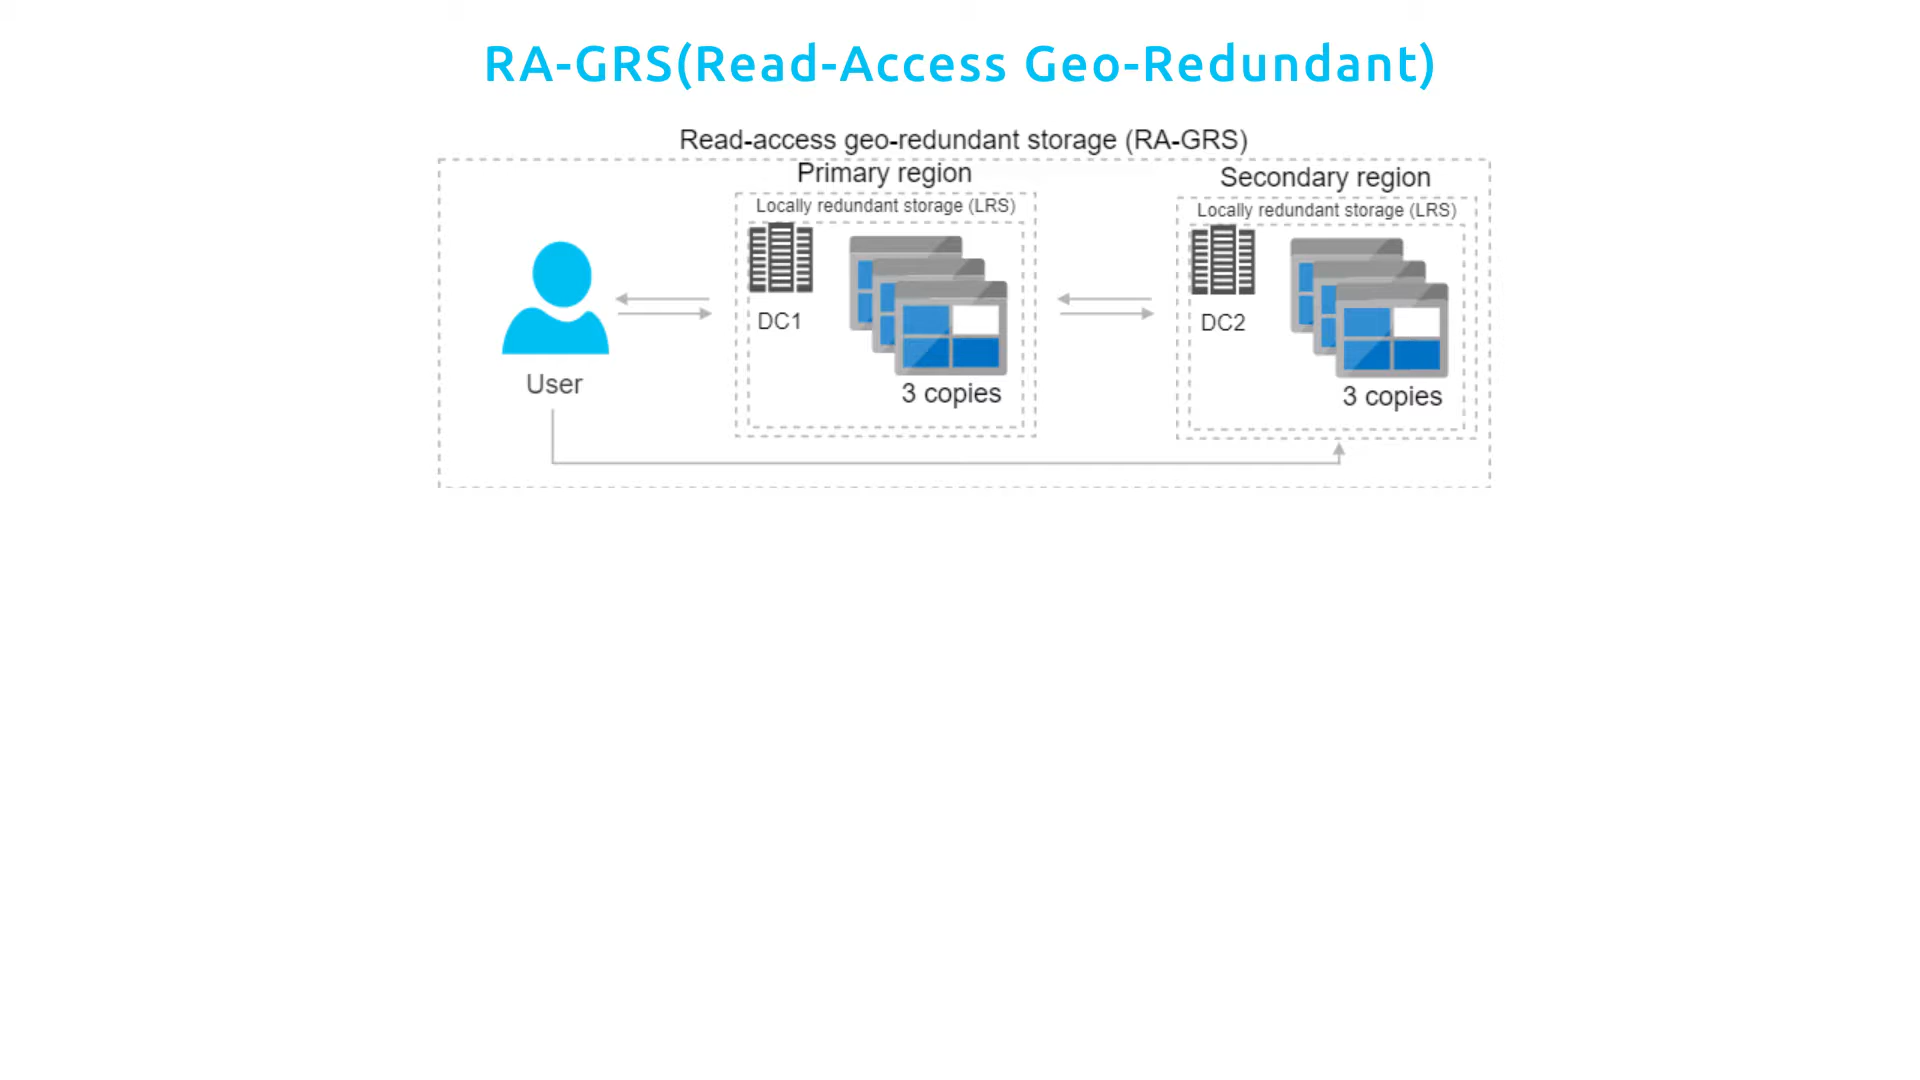 RA-GRS(Read-Access Geo-Redundant)
Read-access geo-redundant storage (RA-GRS)
Primary region
Locally redundant storage (LRS)
DC1
3 copies
Secondary region
Locally redundant storage (LRS)
DC2
3 copies
User